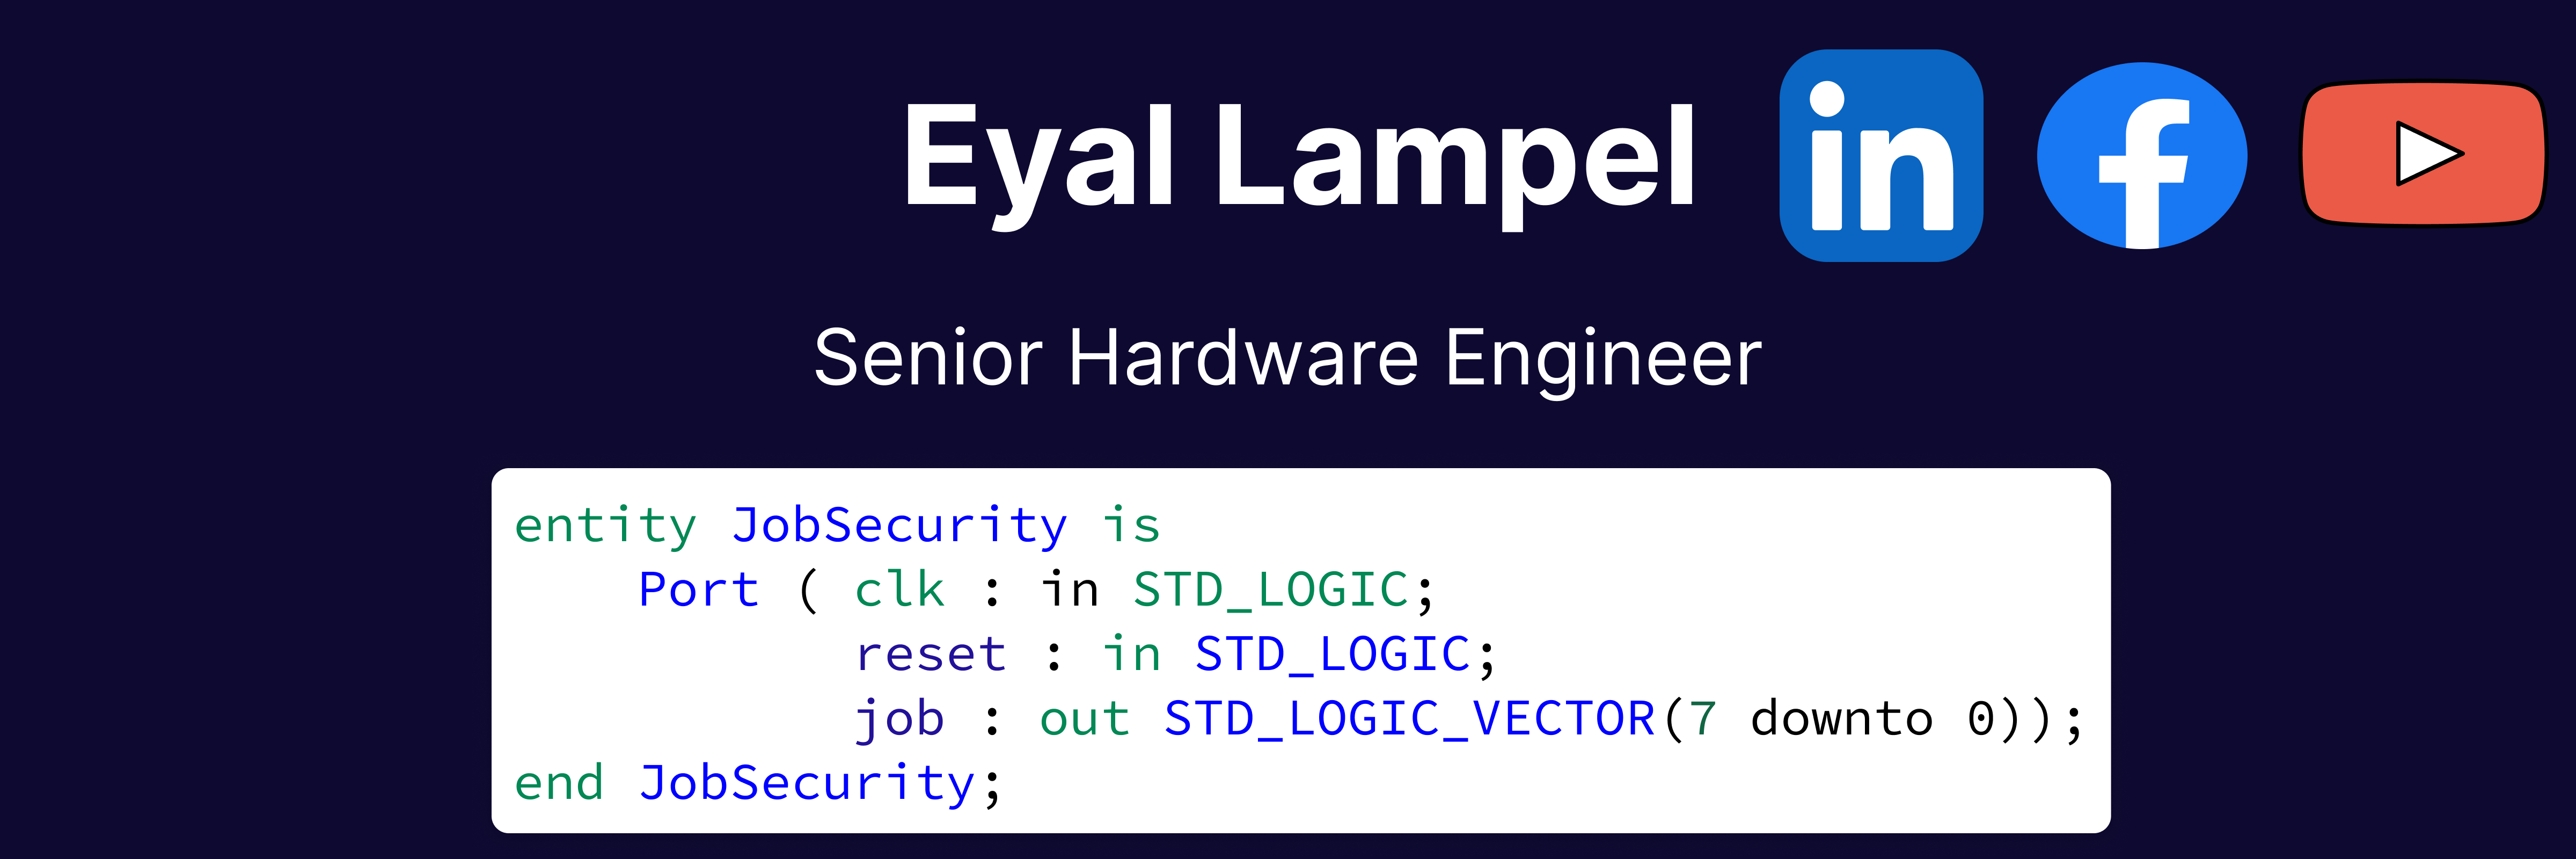 Eyal Lampel
in
f
Senior Hardware Engineer
entity JobSecurity is
    Port ( clk : in STD_LOGIC;
           reset : in STD_LOGIC;
           job : out STD_LOGIC_VECTOR(7 downto 0));
end JobSecurity;